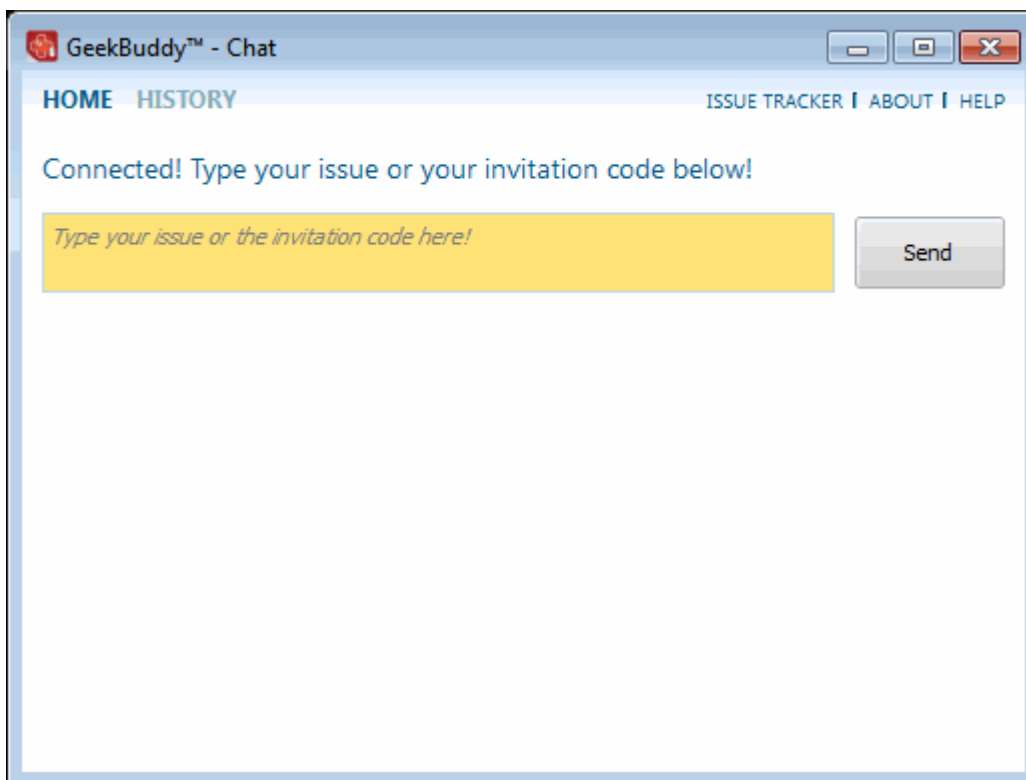 GeekBuddy™ - Chat
HOME HISTORY ISSUE TRACKER | ABOUT | HELP
Connected! Type your issue or your invitation code below!
Type your issue or the invitation code here!
Send